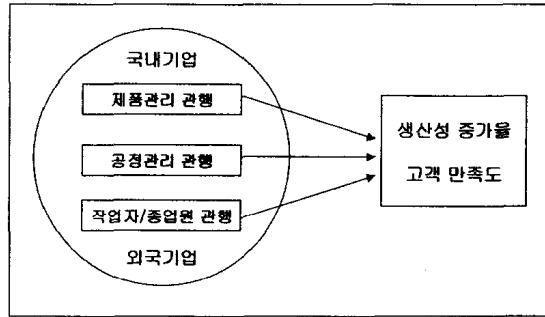 국내기업
제품관리 관행
공정관리 관행
작업자/종업원 관행
외국기업
생산성 증가율
고객 만족도